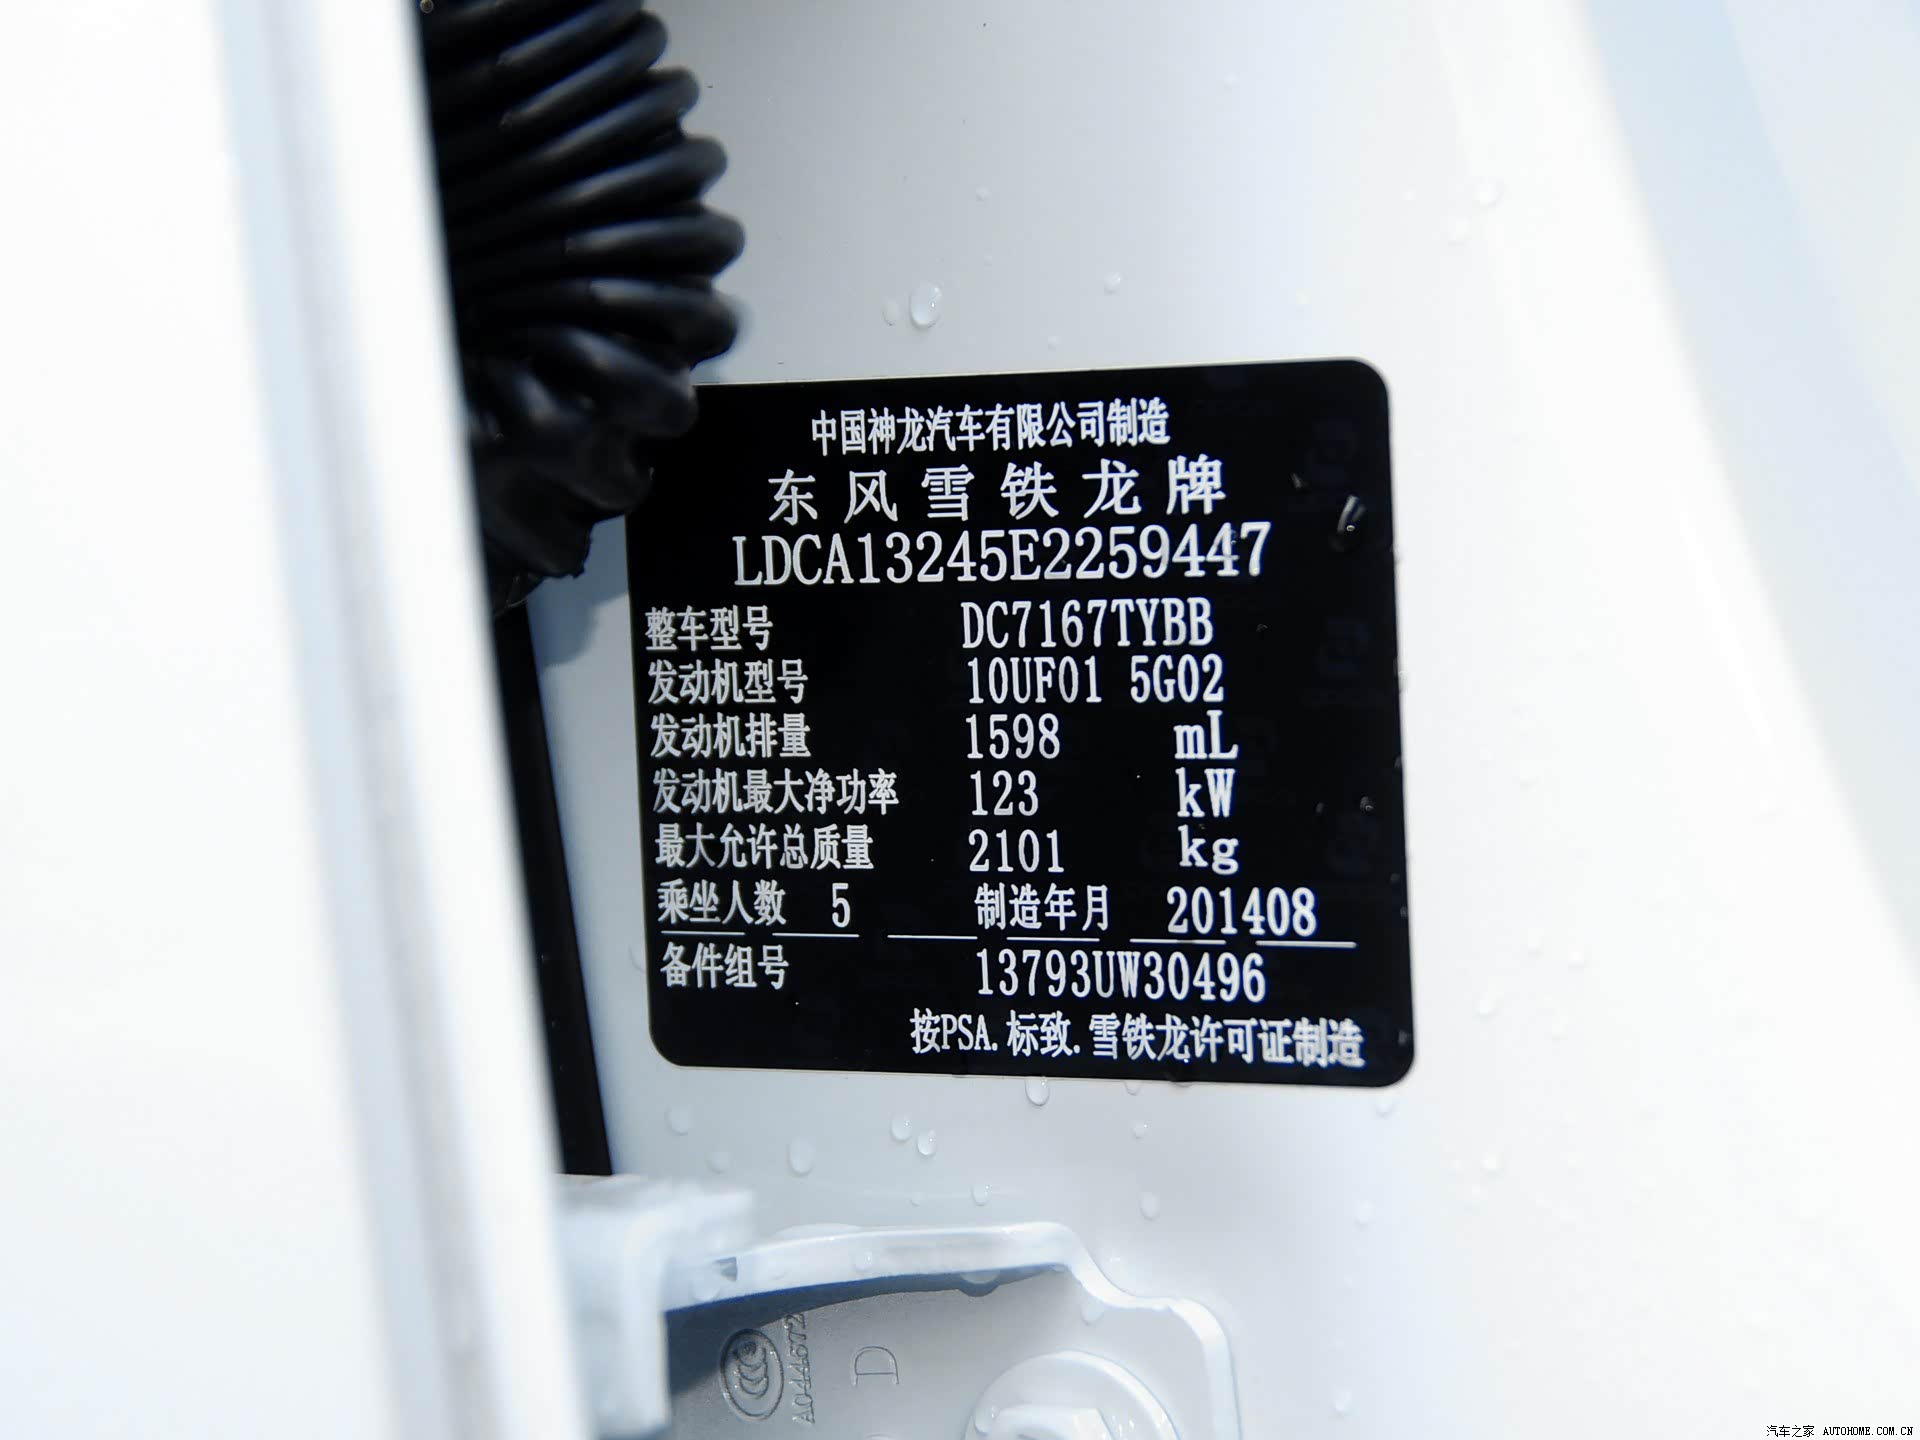 中国神龙汽车有限公司制造
东风雪铁龙牌
LDCA13245E2259447
整车型号 DC7167TYBB
发动机型号 10UF01 5G02
发动机排量 1598 mL
发动机最大净功率 123 kW
最大允许总质量 2101 kg
乘坐人数 5 制造年月 201408
备件组号 13793UW30496
按PSA.标致.雪铁龙许可证制造
A044572
D
汽车之家 AUTOHOME.COM.CN